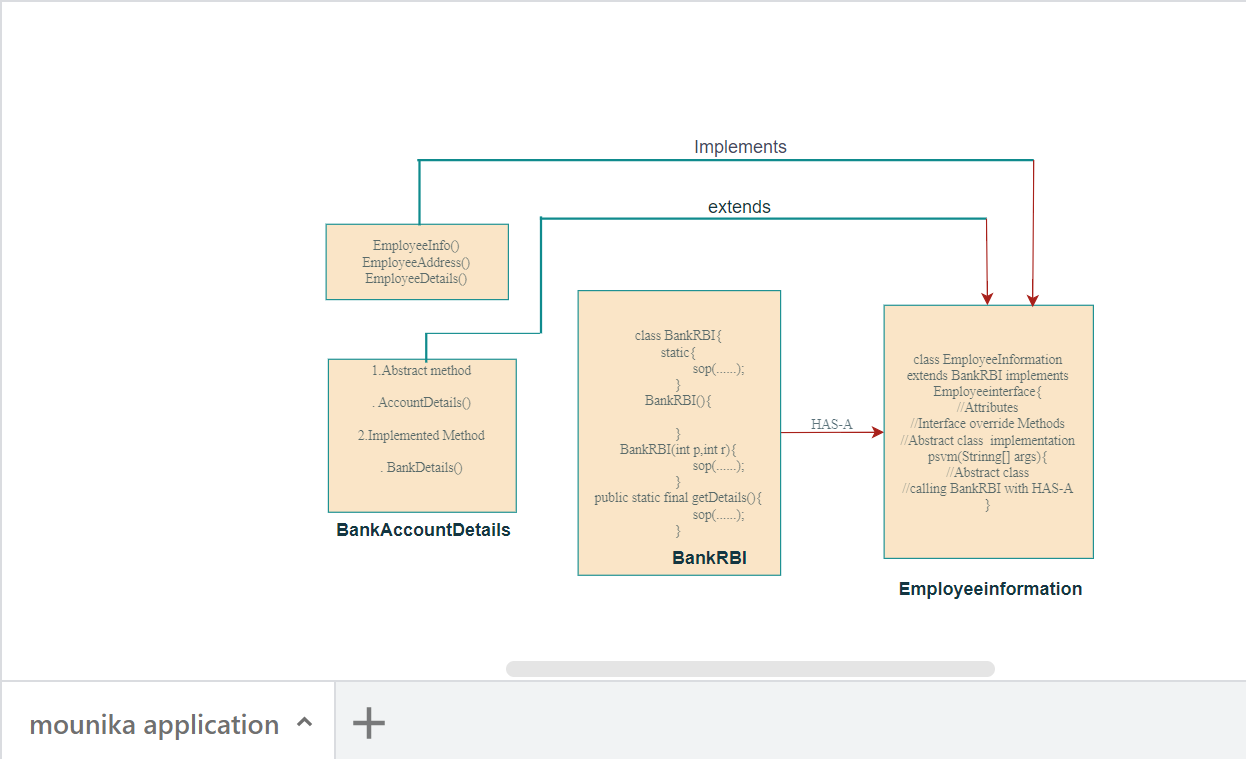 Implements
extends
EmployeeInfo()
EmployeeAddress()
EmployeeDetails()
1.Abstract method
. AccountDetails()
2.Implemented Method
. BankDetails()
BankAccountDetails
class BankRBI{
static{
sop(......);
}
BankRBI(){
}
BankRBI(int p,int r){
sop(......);
}
public static final getDetails(){
sop(......);
}
BankRBI
HAS-A
class EmployeeInformation
extends BankRBI implements
Employeeinterface{
//Attributes
//Interface override Methods
//Abstract class implementation
psvm(Strinng[] args){
//Abstract class
//calling BankRBI with HAS-A
}
Employeeinformation
mounika application